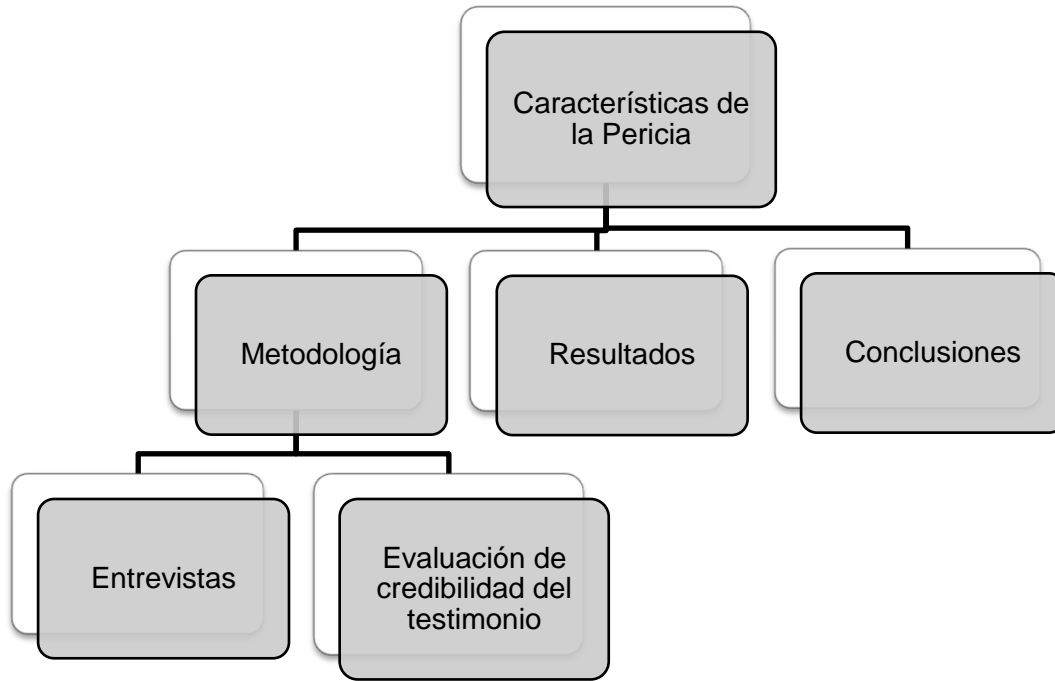 Características de
la Pericia
Metodología
Resultados
Conclusiones
Entrevistas
Evaluación de
credibilidad del
testimonio